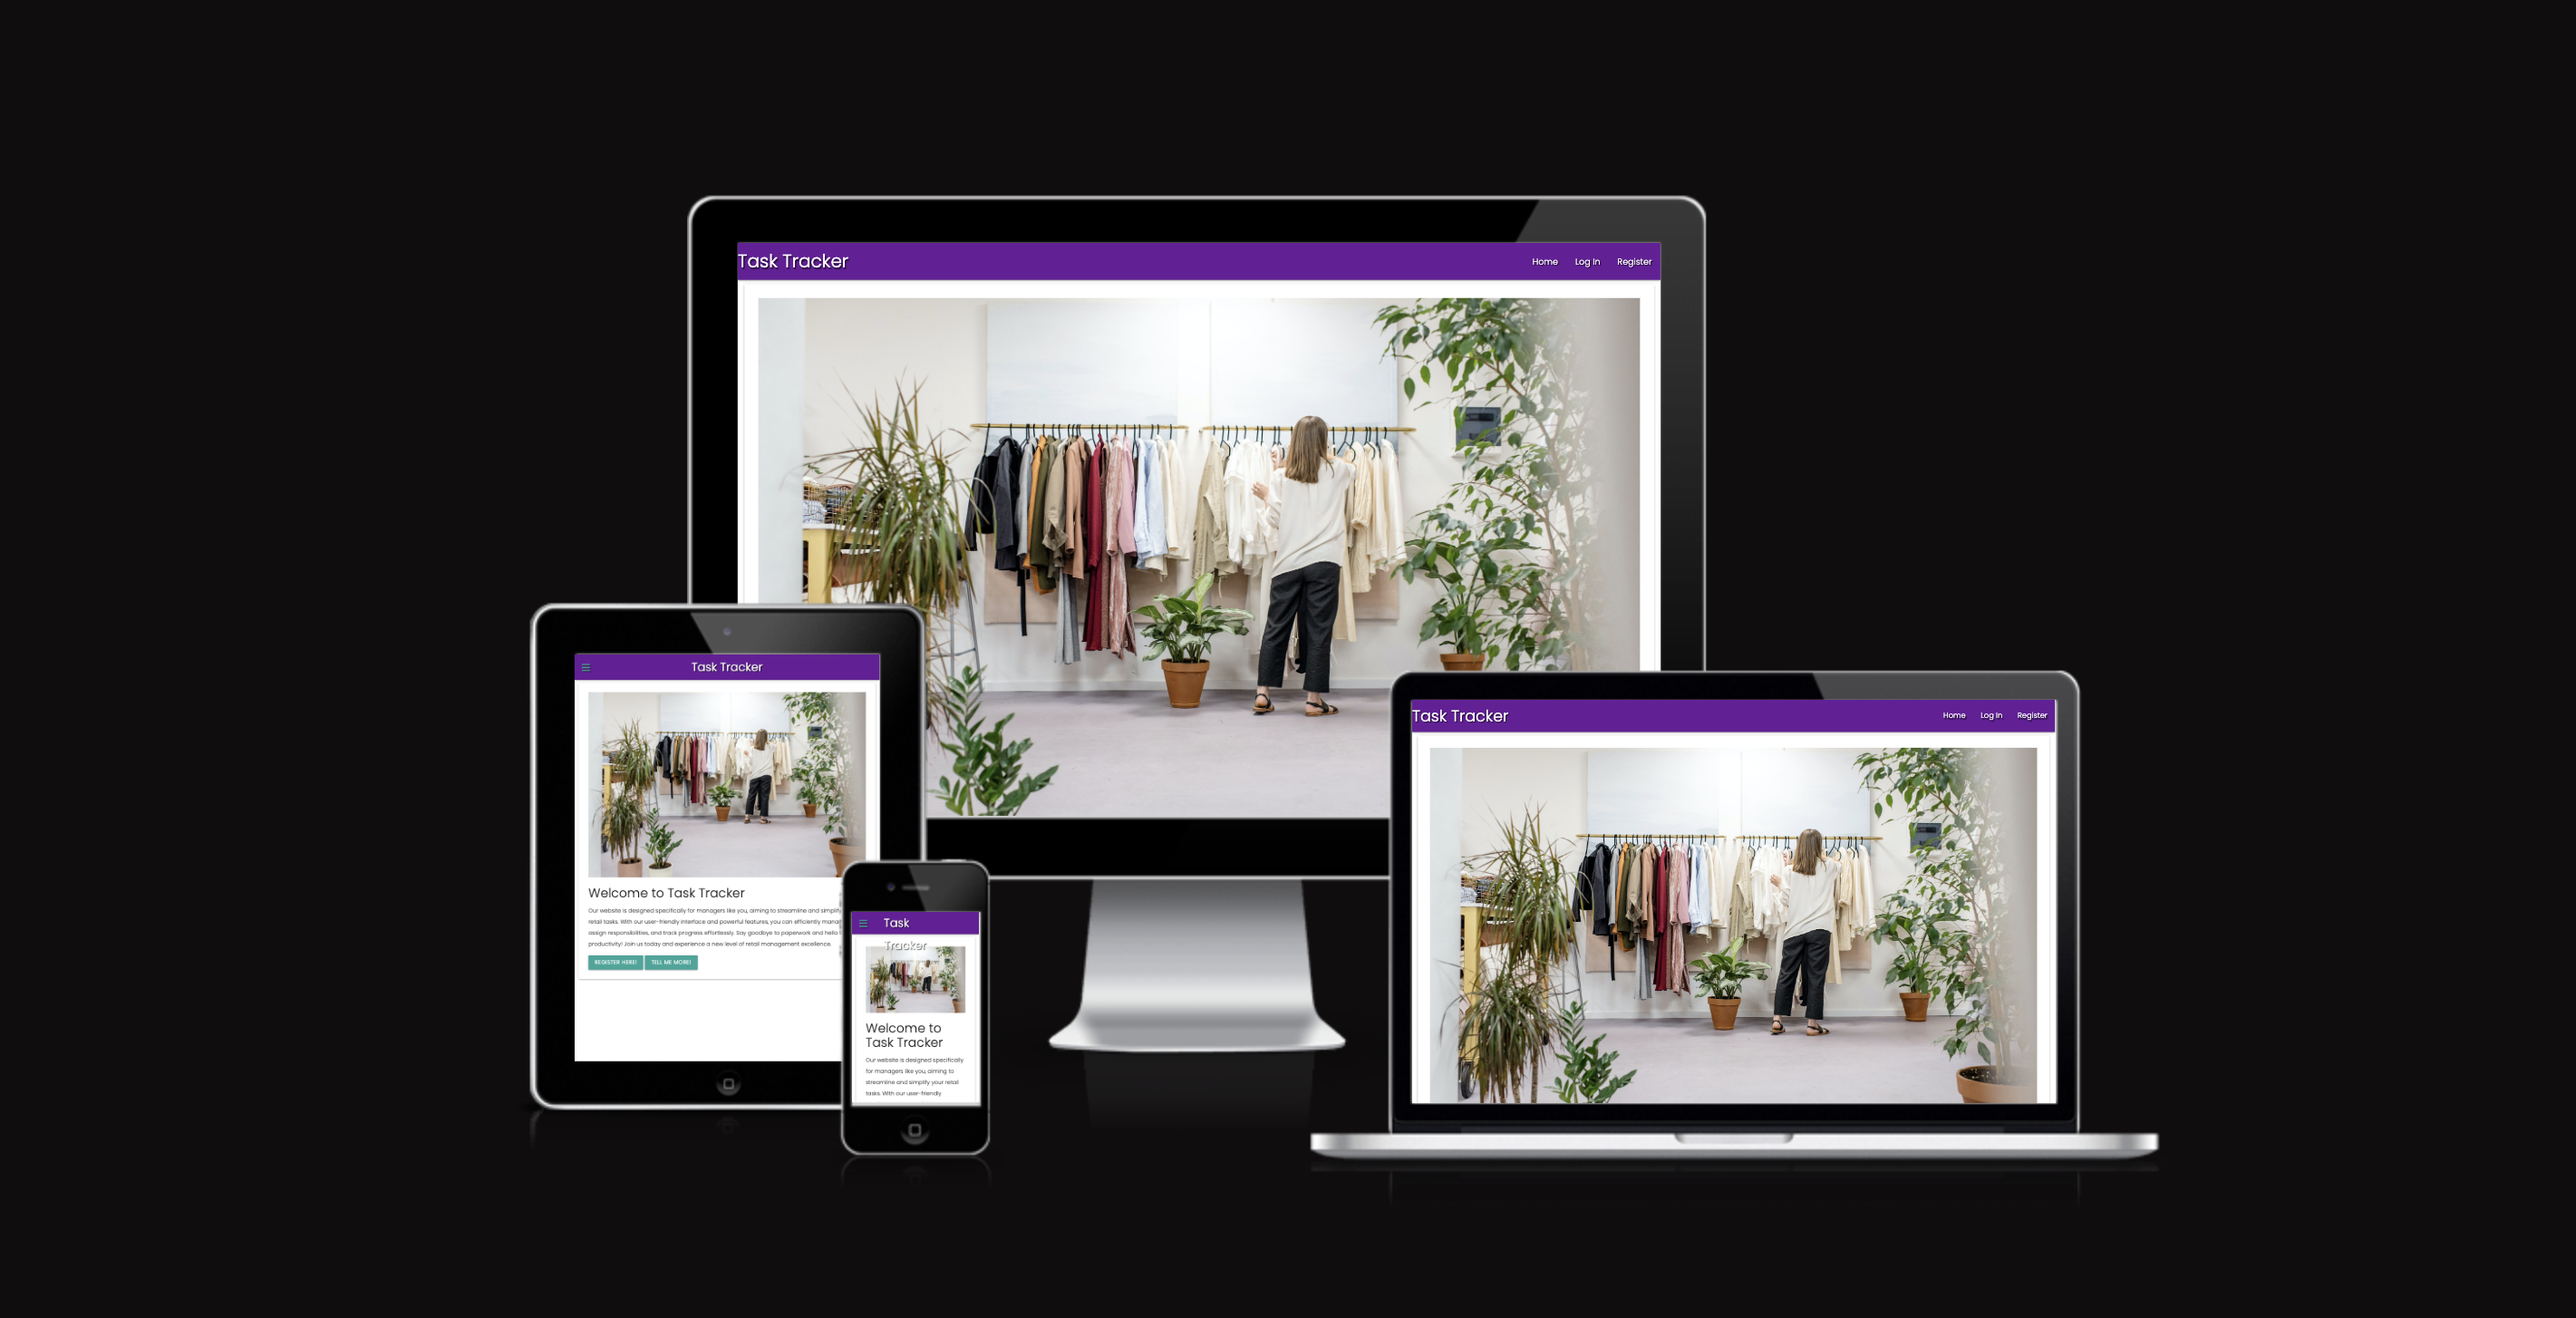 Task Tracker
Home Log In Register
Task Tracker
Welcome to Task Tracker
Our website is designed specifically for managers like you, aiming to streamline and simplify
retail tasks. With our user-friendly interface and powerful features, you can efficiently
assign responsibilities, and track progress effortlessly. Say goodbye to paperwork and hello
productivity! Join us today and experience a new level of retail management excellence.
REGISTER HERE! TELL ME MORE!
Task
Tracker
Welcome to
Task Tracker
Our website is designed specifically
for managers like you, aiming to
streamline and simplify your retail
tasks. With our user-friendly
Task Tracker
Home Log In Register